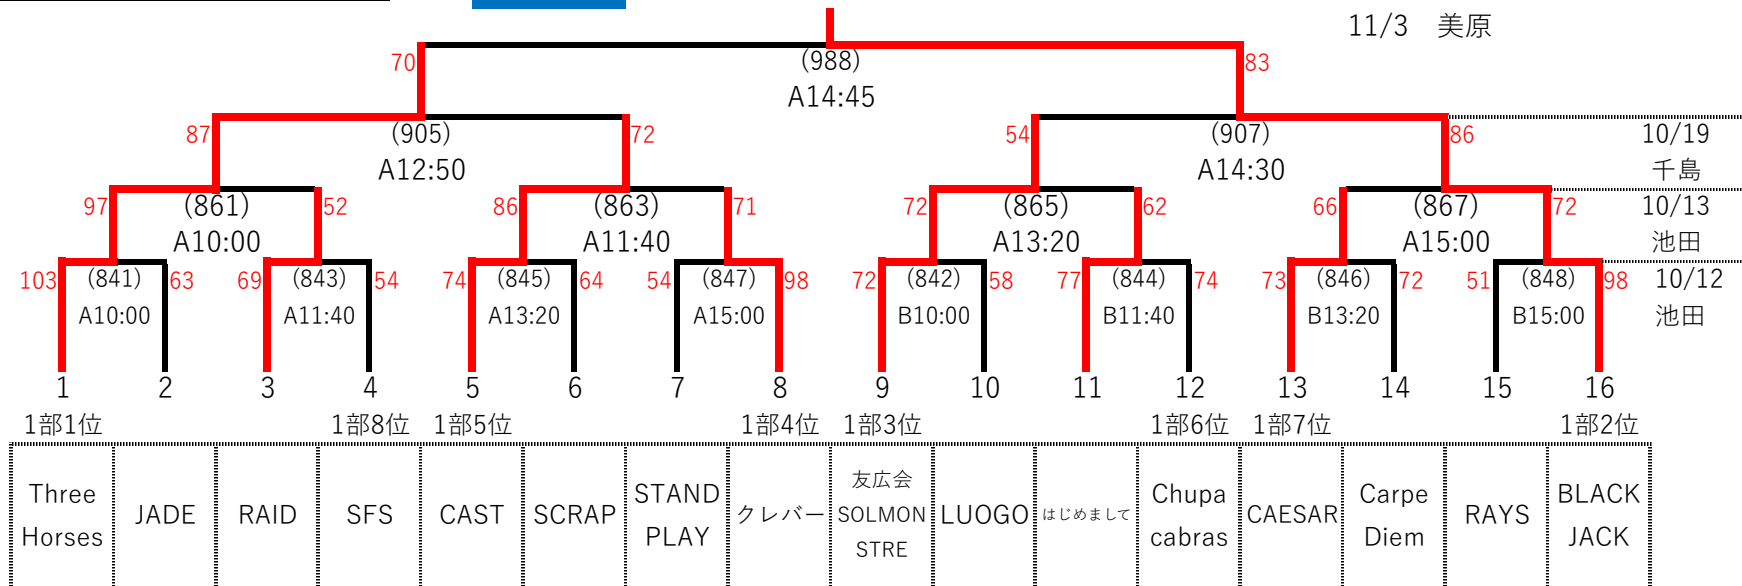 11/3　美原
70
(988)
83
A14:45
87
(905)
72
54
(907)
86
10/19
A12:50
A14:30
千島
97
(861)
52
86
(863)
71
72
(865)
62
66
(867)
72
10/13
A10:00
A11:40
A13:20
A15:00
池田
103
(841)
63
69
(843)
54
74
(845)
64
54
(847)
98
72
(842)
58
77
(844)
74
73
(846)
72
51
(848)
98
10/12
A10:00
A11:40
A13:20
A15:00
B10:00
B11:40
B13:20
B15:00
池田
1
2
3
4
5
6
7
8
9
10
11
12
13
14
15
16
1部1位
1部8位
1部5位
1部4位
1部3位
1部6位
1部7位
1部2位
Three
Horses
JADE
RAID
SFS
CAST
SCRAP
STAND
PLAY
クレバー
友広会
SOLMON
STRE
LUOGO
はじめまして
Chupa
cabras
CAESAR
Carpe
Diem
RAYS
BLACK
JACK